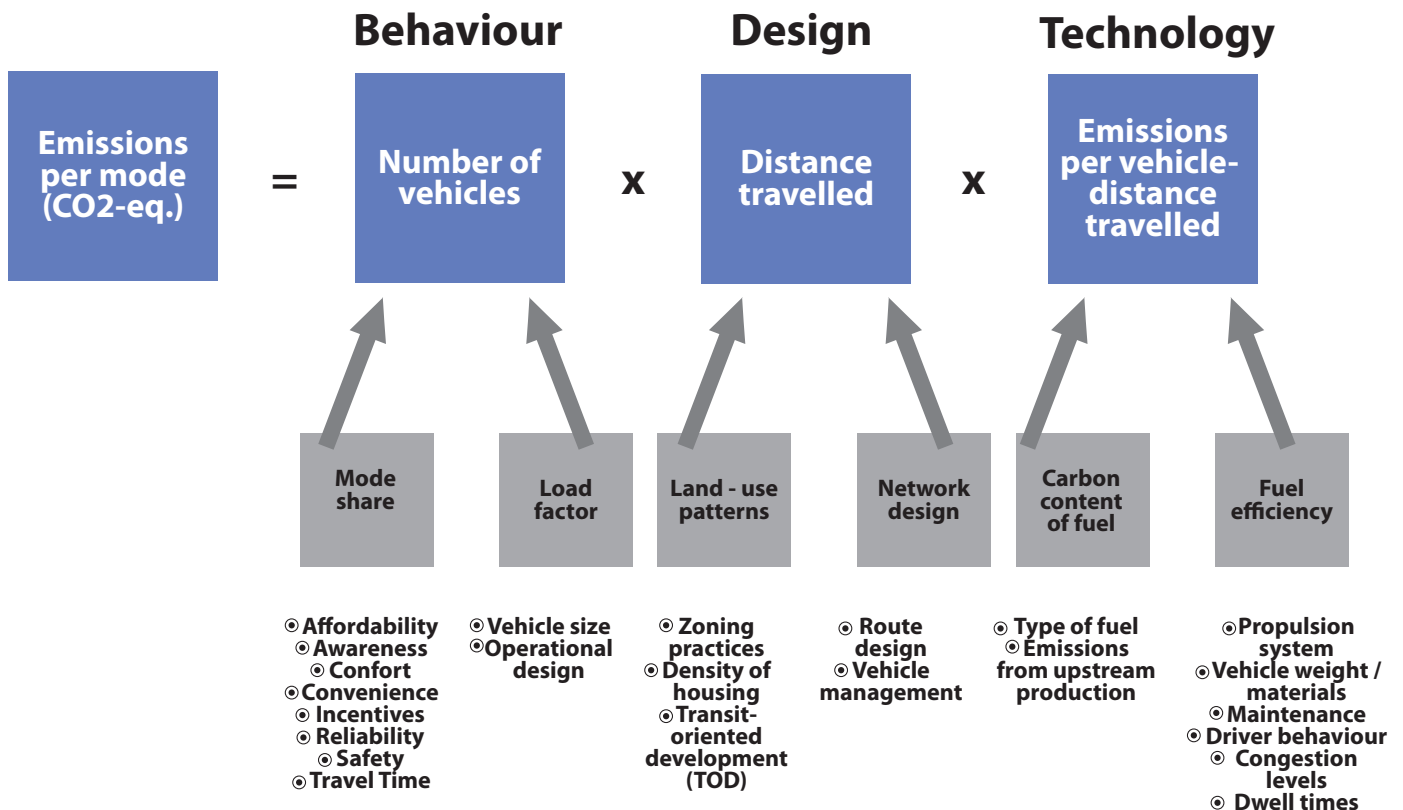 Behaviour
Design
Technology
Emissions
per mode
(CO2-eq.)
=
Number of
vehicles
x
Distance
travelled
x
Emissions
per vehicle-
distance
travelled
Mode
share
Load
factor
Land - use
patterns
Network
design
Carbon
content
of fuel
Fuel
efficiency
Affordability
Awareness
Confort
Convenience
Incentives
Reliability
Safety
Travel Time
Vehicle size
Operational
design
Zoning
practices
Density of
housing
Transit-
oriented
development
(TOD)
Route
design
Vehicle
management
Type of fuel
Emissions
from upstream
production
Propulsion
system
Vehicle weight /
materials
Maintenance
Driver behaviour
Congestion
levels
Dwell times